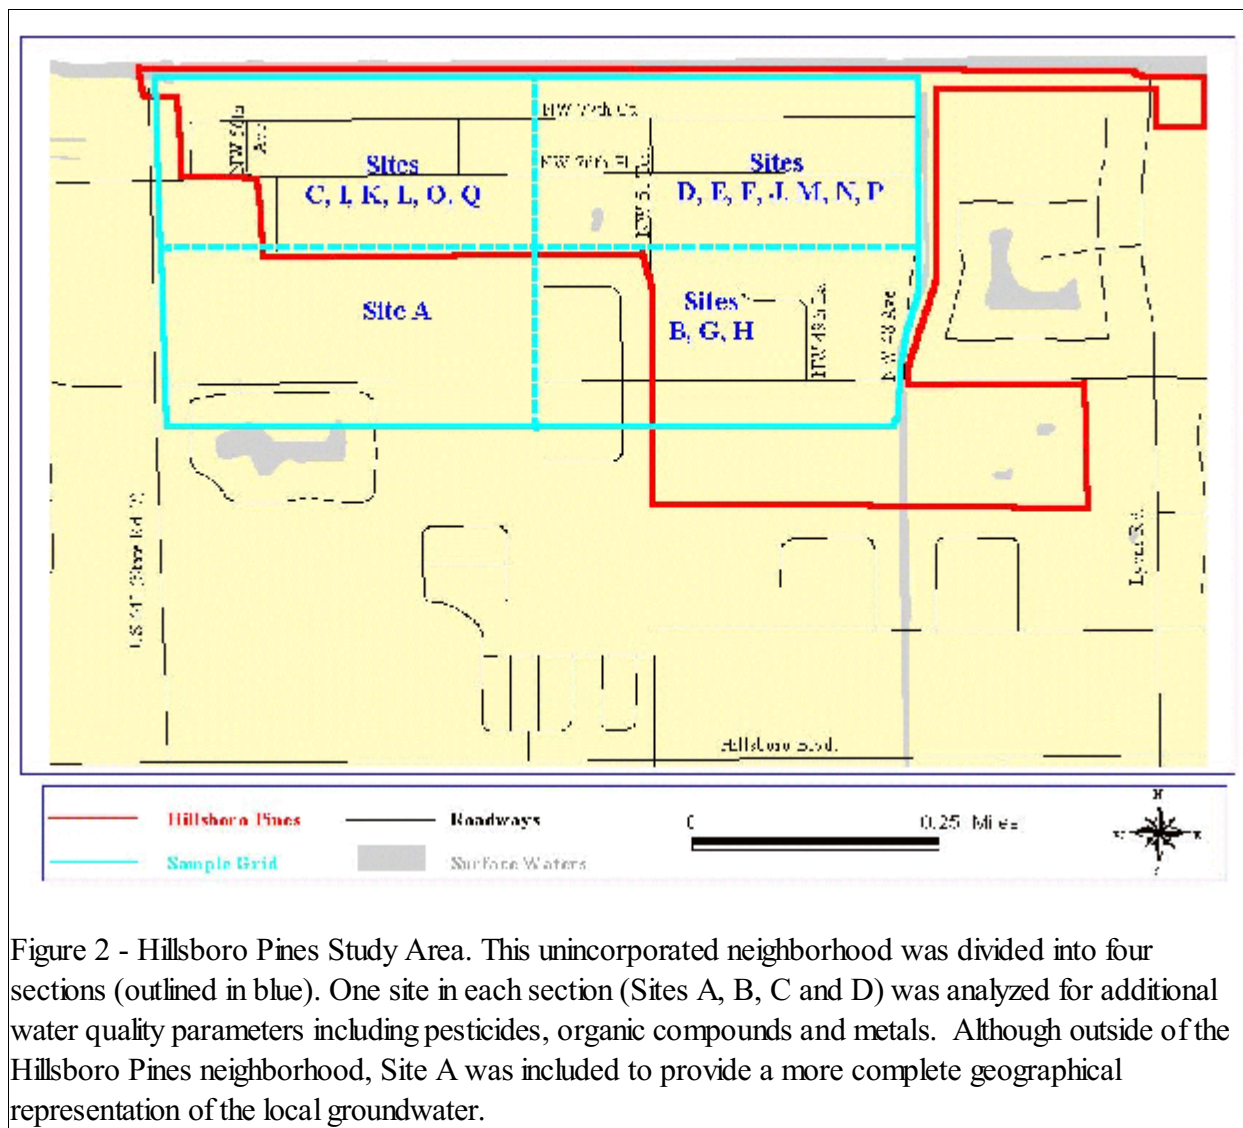 NW 77th Ct
NW 76th Pl
Ave
Sites
C, I, K, L, O. Q
Sites
D, E, F, J. M, N, P
Site A
Sites
B, G, H
NW 48 Ave
Hillsboro Blvd.
Hillsboro Pines
Roadways
0
0.25 Miles
Sample Grid
Surface Waters
N
Figure 2 - Hillsboro Pines Study Area. This unincorporated neighborhood was divided into four
sections (outlined in blue). One site in each section (Sites A, B, C and D) was analyzed for additional
water quality parameters including pesticides, organic compounds and metals. Although outside of the
Hillsboro Pines neighborhood, Site A was included to provide a more complete geographical
representation of the local groundwater.